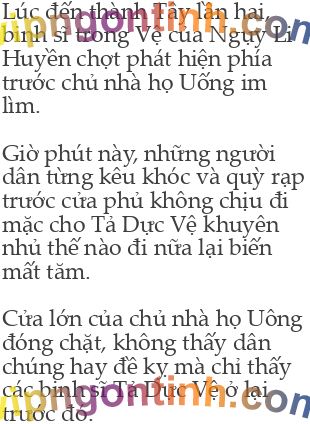 Lúc đến thành Tây lần hai,
binh sĩ trong Vệ của Ngụy Li
Huyền chợt phát hiện phía
trước chủ nhà họ Uống im
lìm.
Giờ phút này, những người
dân từng kêu khóc và quỳ rạp
trước cửa phủ không chịu đi
mặc cho Tả Dực Vệ khuyên
nhủ thế nào đi nữa lại biến
mất tăm.
Cửa lớn của chủ nhà họ Uông
đóng chặt, không thấy dân
chúng hay đề kỵ mà chỉ thấy
các binh sĩ Tả Dực Vệ ở lại
trước đó.